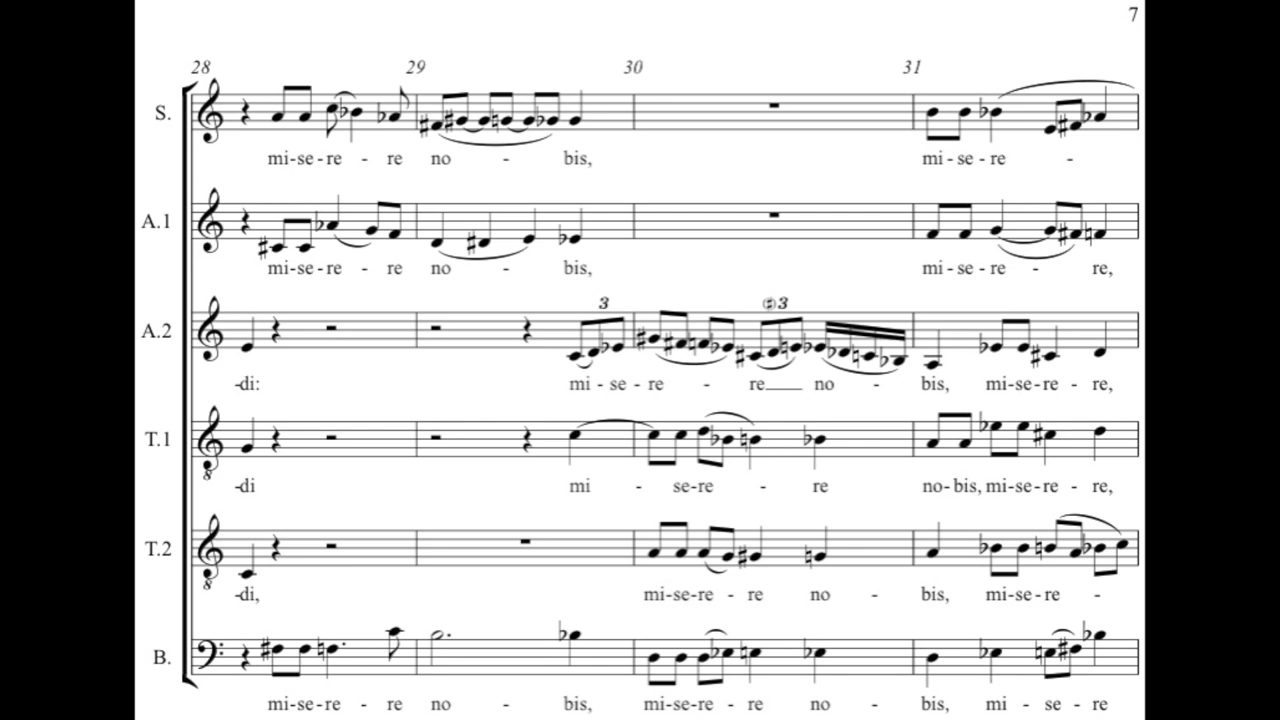 7
28 29 30 31
S.
mi-se-re - re no - bis, mi-se-re -
A.1
mi-se-re - re no - bis, mi-se-re - re,
3 3
A.2
-di: mi-se-re - re no - bis, mi-se-re - re,
T.1
-di mi - se-re - re no-bis, mi-se-re - re,
T.2
-di, mi-se-re - re no - bis, mi-se-re -
B.
mi-se-re - re no - bis, mi-se-re - re no - bis, mi - se - re